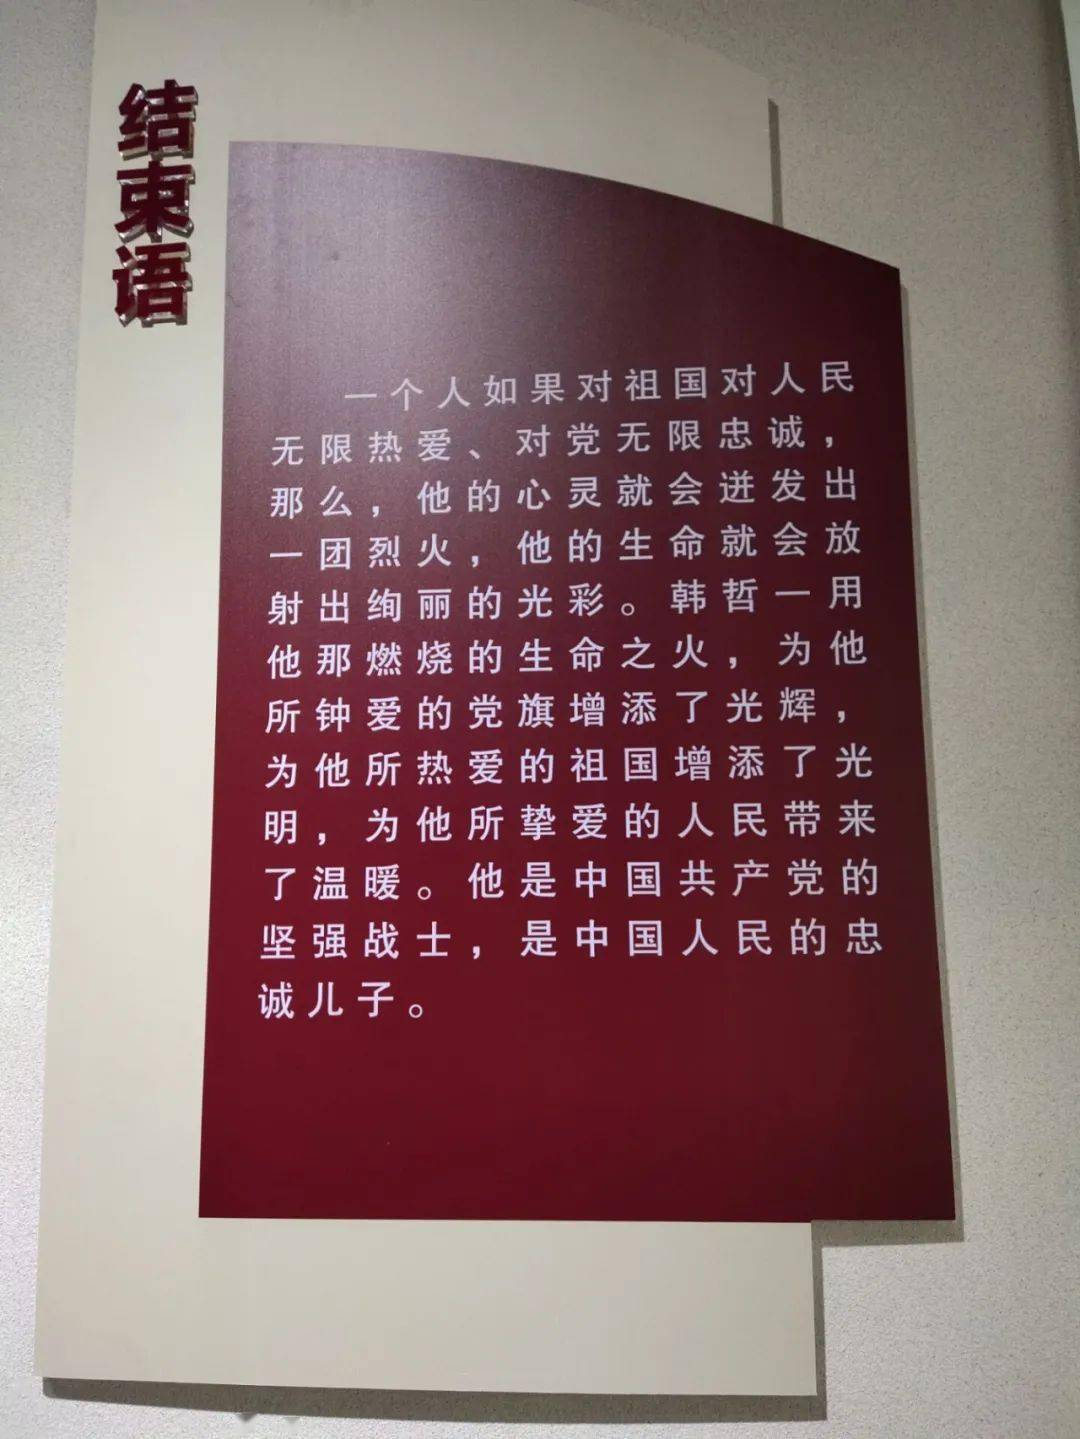 结束语
一个人如果对祖国对人民
无限热爱、对党无限忠诚，
那么，他的心灵就会迸发出
一团烈火，他的生命就会放
射出绚丽的光彩。韩哲一用
他那燃烧的生命之火，为他
所钟爱的党旗增添了光辉，
为他所热爱的祖国增添了光
明，为他所挚爱的人民带来
了温暖。他是中国共产党的
坚强战士，是中国人民的忠
诚儿子。